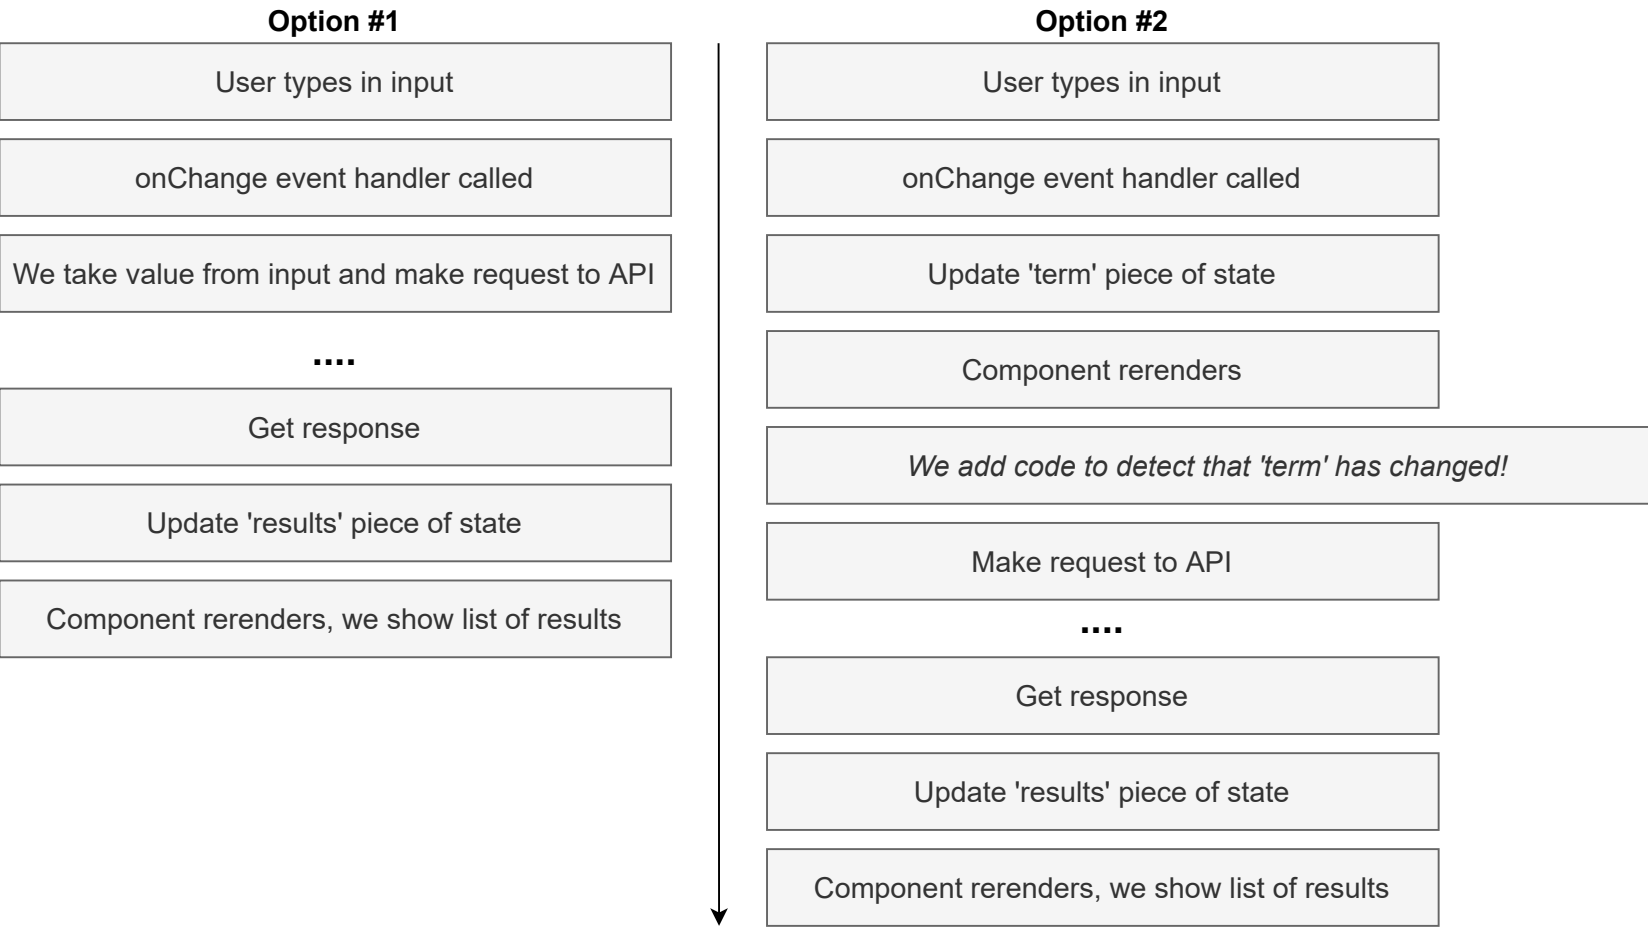 Option #1
User types in input
onChange event handler called
We take value from input and make request to API
....
Get response
Update 'results' piece of state
Component rerenders, we show list of results
Option #2
User types in input
onChange event handler called
Update 'term' piece of state
Component rerenders
We add code to detect that 'term' has changed!
Make request to API
....
Get response
Update 'results' piece of state
Component rerenders, we show list of results